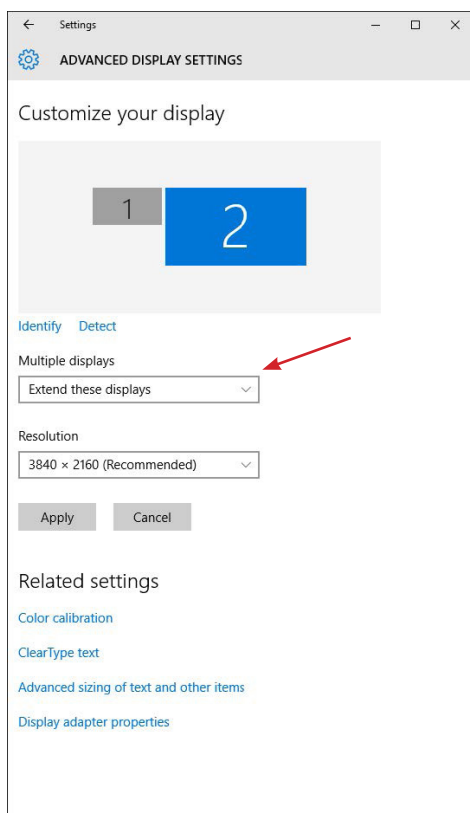 Settings
ADVANCED DISPLAY SETTINGS
Customize your display
1
2
Identify Detect
Multiple displays
Extend these displays
Resolution
3840 × 2160 (Recommended)
Apply Cancel
Related settings
Color calibration
ClearType text
Advanced sizing of text and other items
Display adapter properties